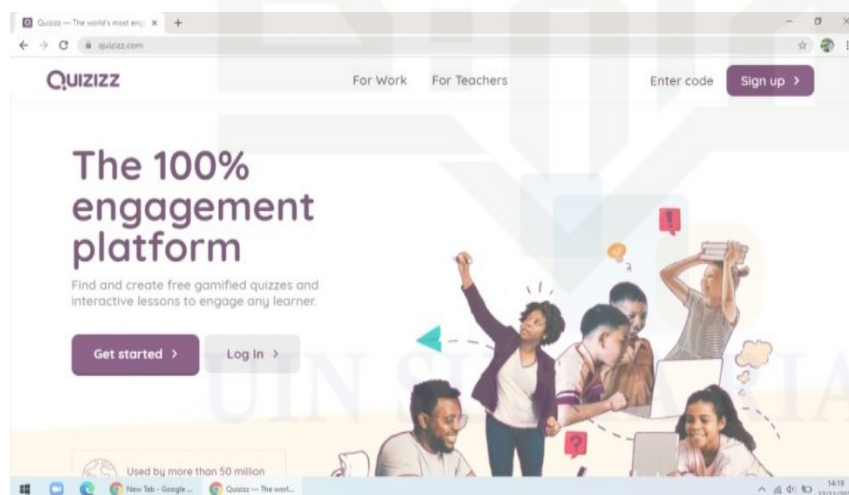 Quizizz — The world's most eng
quizizz.com
QUIZIZZ For Work For Teachers Enter code Sign up >
The 100%
engagement
platform
Find and create free gamified quizzes and
interactive lessons to engage any learner.
Get started > Log in >
UIN S
Used by more than 50 million
New Tab - Google ... Quizizz — The worl...
14:19